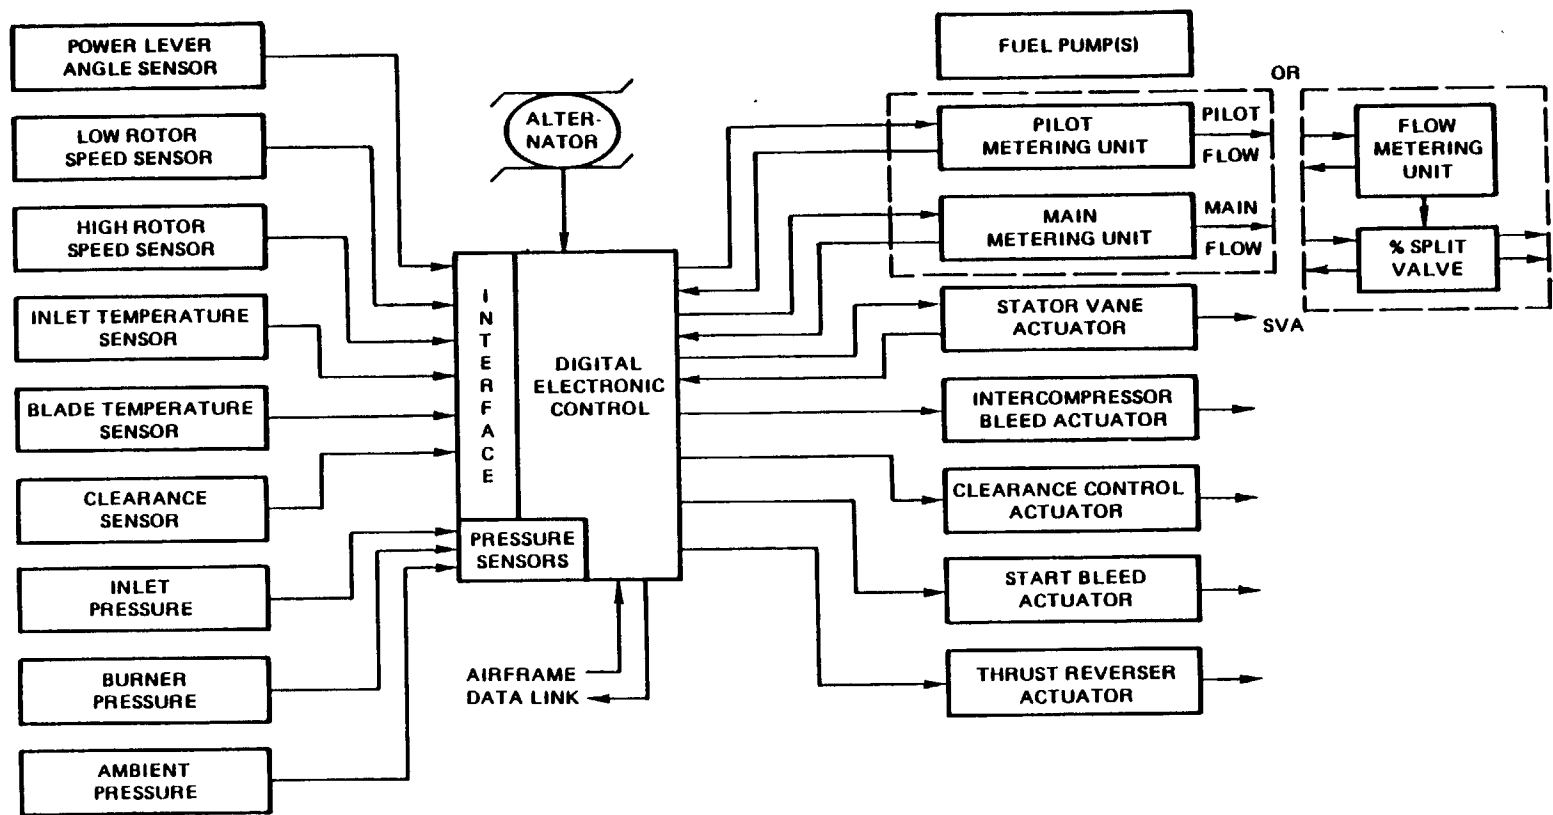 POWER LEVER
ANGLE SENSOR
LOW ROTOR
SPEED SENSOR
HIGH ROTOR
SPEED SENSOR
INLET TEMPERATURE
SENSOR
BLADE TEMPERATURE
SENSOR
CLEARANCE
SENSOR
INLET
PRESSURE
BURNER
PRESSURE
AMBIENT
PRESSURE
ALTER-
NATOR
INTERFACE
DIGITAL
ELECTRONIC
CONTROL
PRESSURE
SENSORS
AIRFRAME
DATA LINK
FUEL PUMP(S)
PILOT
METERING UNIT
PILOT
FLOW
MAIN
METERING UNIT
MAIN
FLOW
STATOR VANE
ACTUATOR
SVA
INTERCOMPRESSOR
BLEED ACTUATOR
CLEARANCE CONTROL
ACTUATOR
START BLEED
ACTUATOR
THRUST REVERSER
ACTUATOR
OR
FLOW
METERING
UNIT
% SPLIT
VALVE